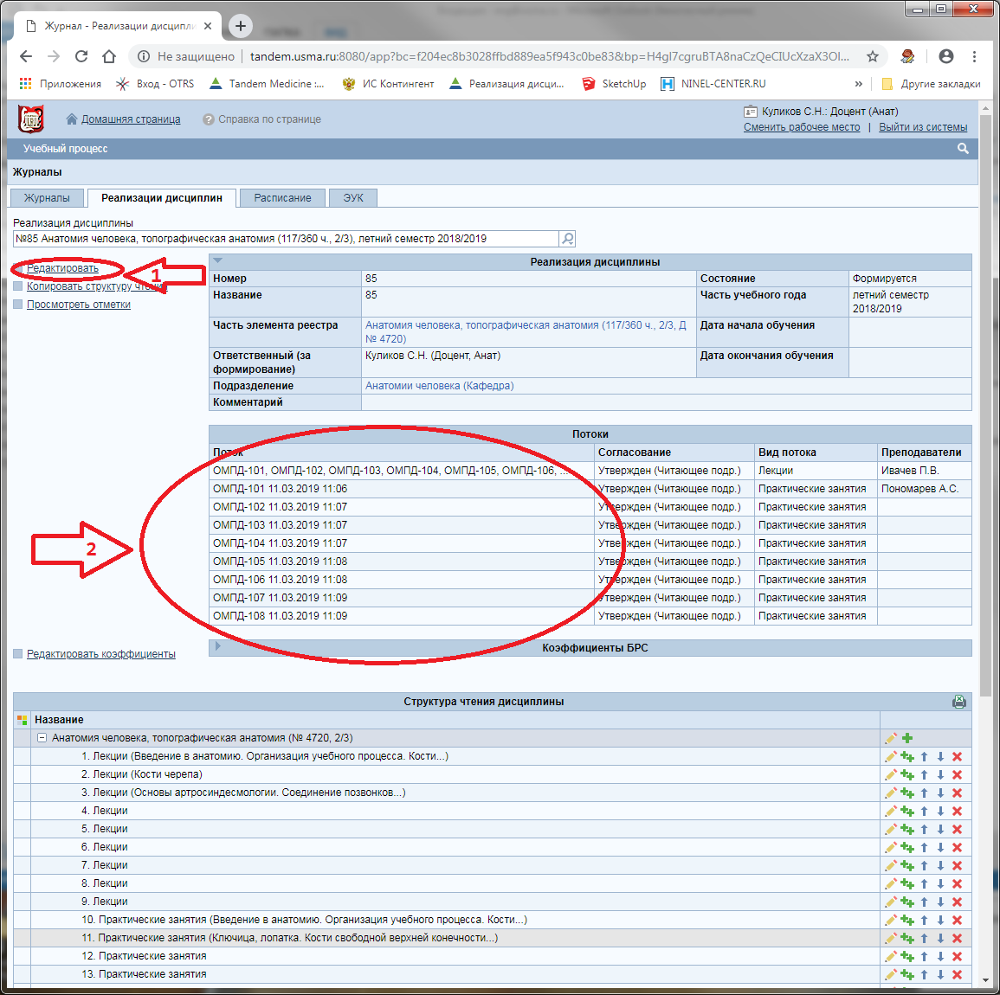 Журнал - Реализации дисципли
Не защищено | tandem.usma.ru:8080/app?bc=f204ec8b3028ffbd889ea5f943c0be83&bp=H4gI7cgruBTA8naCzQeCIUcXzaX3OI...
Приложения Вход - OTRS Tandem Medicine :... ИС Контингент Реализация дисци... SketchUp NINEL-CENTER.RU » Другие закладки
Домашняя страница Справка по странице
Куликов С.Н.: Доцент (Анат)
Сменить рабочее место | Выйти из системы
Учебный процесс
Журналы
Журналы Реализации дисциплин Расписание ЭУК
Реализация дисциплины
№85 Анатомия человека, топографическая анатомия (117/360 ч., 2/3), летний семестр 2018/2019
Редактировать
1
Копировать структуру чтения
Просмотреть отметки
Реализация дисциплины
Номер 85 Состояние Формируется
Название 85 Часть учебного года летний семестр
2018/2019
Часть элемента реестра Анатомия человека, топографическая анатомия (117/360 ч., 2/3, Д Дата начала обучения
№ 4720)
Ответственный (за Куликов С.Н. (Доцент, Анат) Дата окончания обучения
формирование)
Подразделение Анатомии человека (Кафедра)
Комментарий
Потоки
Поток Согласование Вид потока Преподаватели
ОМПД-101, ОМПД-102, ОМПД-103, ОМПД-104, ОМПД-105, ОМПД-106, ... Утвержден (Читающее подр.) Лекции Ивачев П.В.
ОМПД-101 11.03.2019 11:06 Утвержден (Читающее подр.) Практические занятия Пономарев А.С.
ОМПД-102 11.03.2019 11:07 Утвержден (Читающее подр.) Практические занятия
ОМПД-103 11.03.2019 11:07 Утвержден (Читающее подр.) Практические занятия
ОМПД-104 11.03.2019 11:07 Утвержден (Читающее подр.) Практические занятия
2
ОМПД-105 11.03.2019 11:08 Утвержден (Читающее подр.) Практические занятия
ОМПД-106 11.03.2019 11:08 Утвержден (Читающее подр.) Практические занятия
ОМПД-107 11.03.2019 11:09 Утвержден (Читающее подр.) Практические занятия
ОМПД-108 11.03.2019 11:09 Утвержден (Читающее подр.) Практические занятия
Редактировать коэффициенты
Коэффициенты БРС
Структура чтения дисциплины
Название
Анатомия человека, топографическая анатомия (№ 4720, 2/3)
1. Лекции (Введение в анатомию. Организация учебного процесса. Кости...)
2. Лекции (Кости черепа)
3. Лекции (Основы артросиндесмологии. Соединение позвонков...)
4. Лекции
5. Лекции
6. Лекции
7. Лекции
8. Лекции
9. Лекции
10. Практические занятия (Введение в анатомию. Организация учебного процесса. Кости...)
11. Практические занятия (Ключица, лопатка. Кости свободной верхней конечности...)
12. Практические занятия
13. Практические занятия